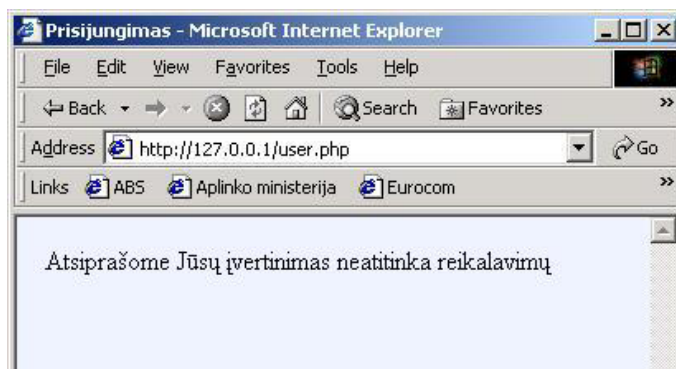 Prisijungimas - Microsoft Internet Explorer
File Edit View Favorites Tools Help
Back Search Favorites »
Address http://127.0.0.1/user.php Go
Links ABS Aplinko ministerija Eurocom »
Atsiprašome Jūsų įvertinimas neatitinka reikalavimų